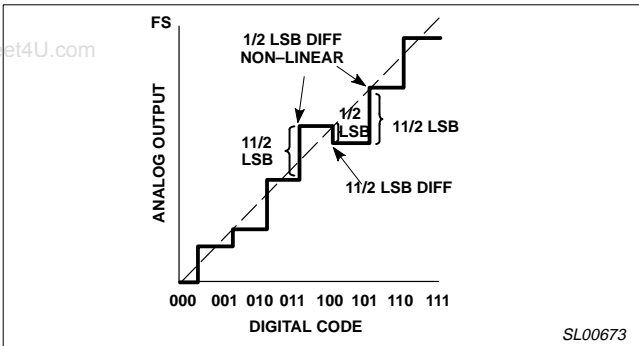 FS
et4U.com
1/2 LSB DIFF
NON–LINEAR
ANALOG OUTPUT
1/2
LSB
11/2 LSB
11/2
LSB
11/2 LSB DIFF
000 001 010 011 100 101 110 111
DIGITAL CODE
SL00673